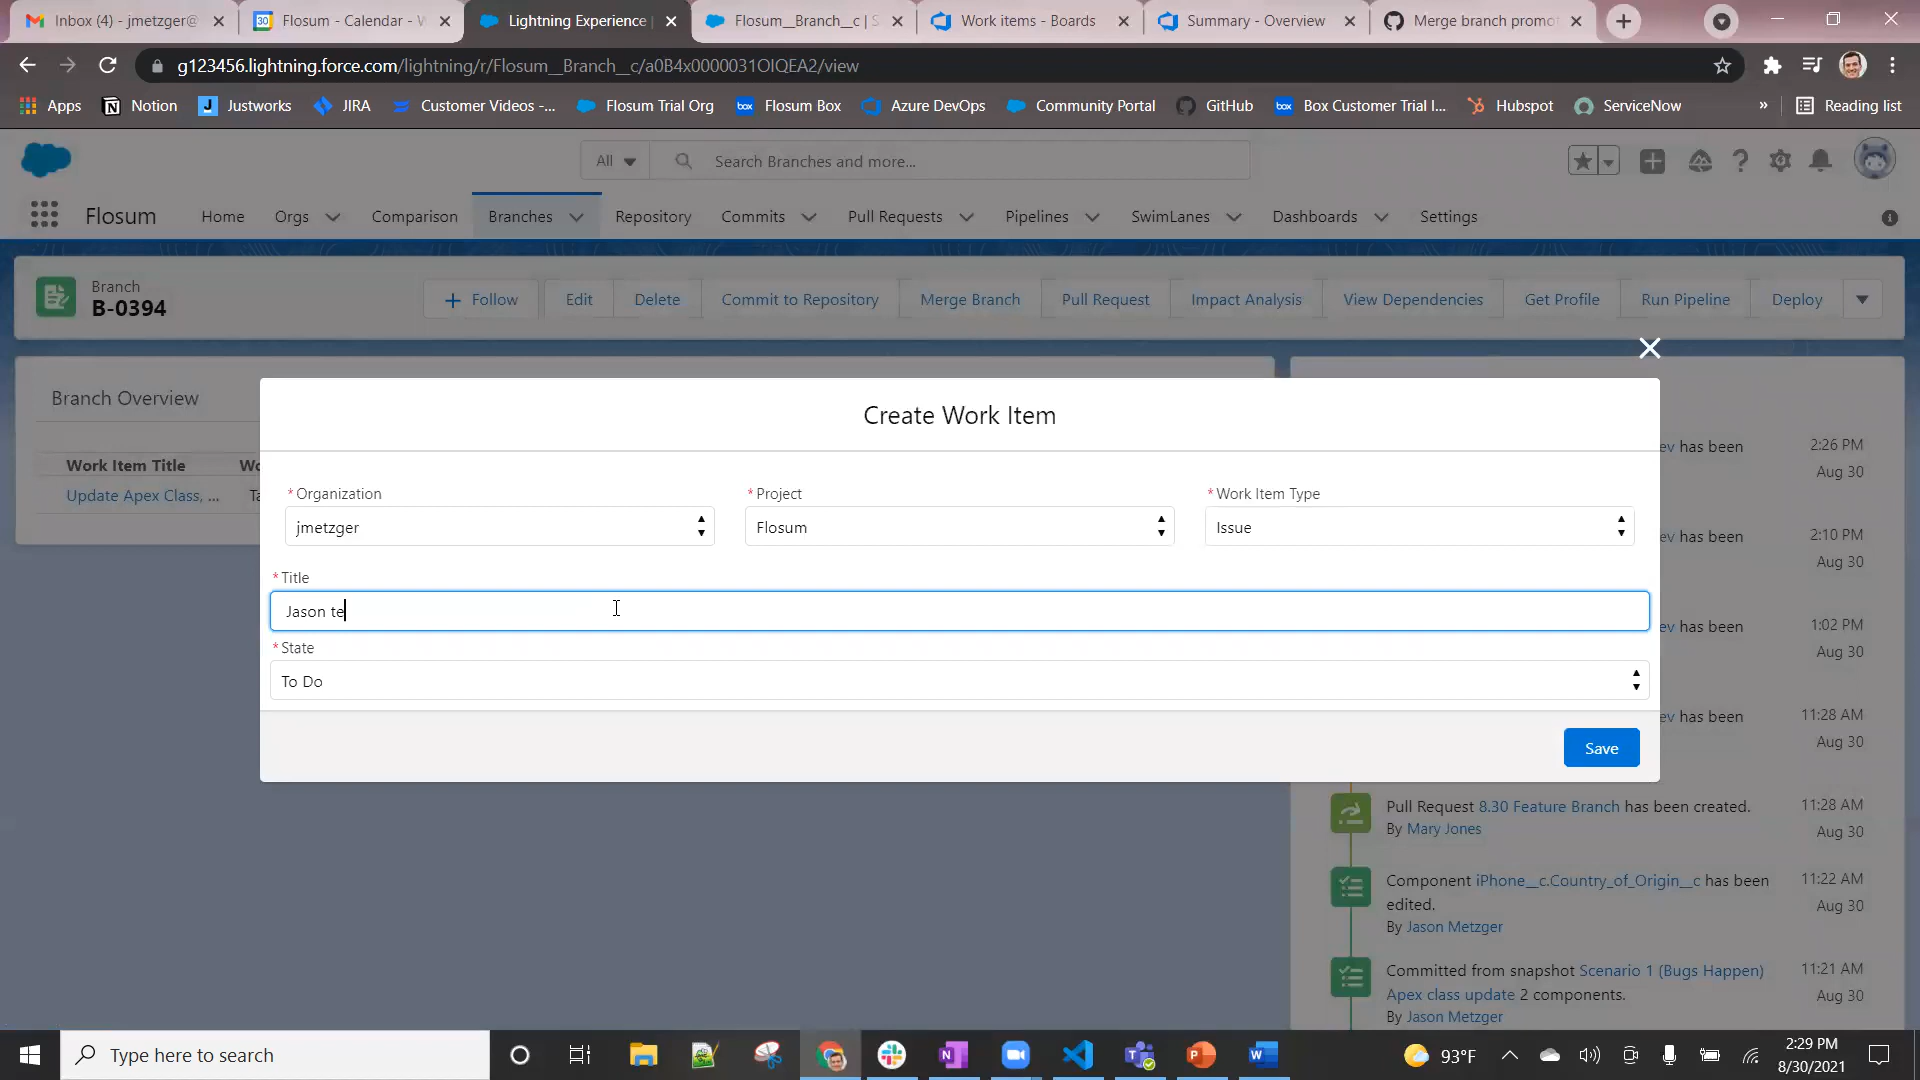 Inbox (4) - jmetzger@
Flosum - Calendar - W
Lightning Experience
Flosum__Branch__c | S
Work items - Boards
Summary - Overview
Merge branch promot
g123456.lightning.force.com/lightning/r/Flosum__Branch__c/a0B4x0000031OIQEA2/view
Apps
Notion
Justworks
JIRA
Customer Videos -...
Flosum Trial Org
Flosum Box
Azure DevOps
Community Portal
GitHub
Box Customer Trial I...
Hubspot
ServiceNow
»
Reading list
All
Search Branches and more...
Flosum
Home
Orgs
Comparison
Branches
Repository
Commits
Pull Requests
Pipelines
SwimLanes
Dashboards
Settings
Branch
B-0394
+ Follow
Edit
Delete
Commit to Repository
Merge Branch
Pull Request
Impact Analysis
View Dependencies
Get Profile
Run Pipeline
Deploy
Branch Overview
Work Item Title
Wo
Update Apex Class, ...
Ta
Create Work Item
* Organization
* Project
* Work Item Type
jmetzger
Flosum
Issue
* Title
Jason te
* State
To Do
Save
ev has been
2:26 PM
Aug 30
ev has been
2:10 PM
Aug 30
ev has been
1:02 PM
Aug 30
ev has been
11:28 AM
Aug 30
Pull Request 8.30 Feature Branch has been created.
By Mary Jones
11:28 AM
Aug 30
Component iPhone__c.Country_of_Origin__c has been
edited.
By Jason Metzger
11:22 AM
Aug 30
Committed from snapshot Scenario 1 (Bugs Happen)
Apex class update 2 components.
By Jason Metzger
11:21 AM
Aug 30
Type here to search
93°F
2:29 PM
8/30/2021